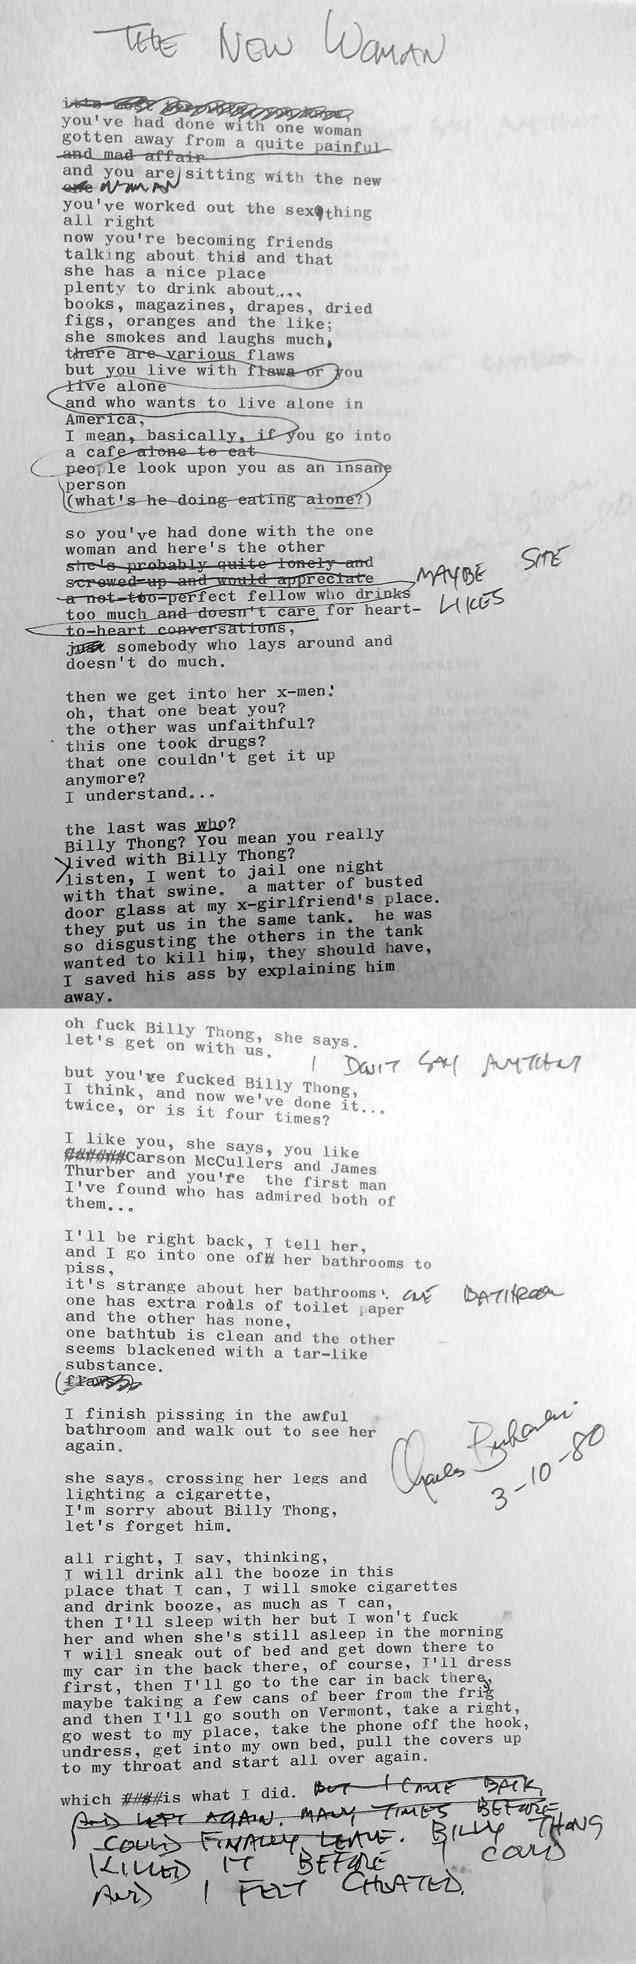 THE NEW WOMAN
you've had done with one woman
gotten away from a quite painful
and mad affair
and you are sitting with the new
one WOMAN
you've worked out the sex thing
all right
now you're becoming friends
talking about this and that
she has a nice place
plenty to drink about....
books, magazines, drapes, dried
figs, oranges and the like;
she smokes and laughs much,
there are various flaws
but you live with flaws or you
live alone
and who wants to live alone in
America,
I mean, basically, if you go into
a cafe alone to eat
people look upon you as an insane
person
(what's he doing eating alone?)
so you've had done with the one
woman and here's the other
she's probably quite lonely and
screwed-up and would appreciate
a not-too-perfect fellow who drinks MAYBE SHE
too much and doesn't care for heart- LIKES
to-heart conversations,
just somebody who lays around and
doesn't do much.
then we get into her x-men:
oh, that one beat you?
the other was unfaithful?
this one took drugs?
that one couldn't get it up
anymore?
I understand...
the last was who?
Billy Thong? You mean you really
lived with Billy Thong?
listen, I went to jail one night
with that swine. a matter of busted
door glass at my x-girlfriend's place.
they put us in the same tank. he was
so disgusting the others in the tank
wanted to kill him, they should have,
I saved his ass by explaining him
away.
oh fuck Billy Thong, she says.
let's get on with us.
I DON'T SAY ANYTHING
but you've fucked Billy Thong,
I think, and now we've done it...
twice, or is it four times?
I like you, she says, you like
######Carson McCullers and James
Thurber and you're the first man
I've found who has admired both of
them...
I'll be right back, I tell her,
and I go into one of her bathrooms to
piss,
it's strange about her bathrooms. ONE BATHROOM
one has extra rolls of toilet paper
and the other has none,
one bathtub is clean and the other
seems blackened with a tar-like
substance.
(flaws)
I finish pissing in the awful
bathroom and walk out to see her
again.
Charles Bukowski
3-10-80
she says, crossing her legs and
lighting a cigarette,
I'm sorry about Billy Thong,
let's forget him.
all right, I say, thinking,
I will drink all the booze in this
place that I can, I will smoke cigarettes
and drink booze, as much as I can,
then I'll sleep with her but I won't fuck
her and when she's still asleep in the morning
I will sneak out of bed and get down there to
my car in the back there, of course, I'll dress
first, then I'll go to the car in back there,
maybe taking a few cans of beer from the frig
and then I'll go south on Vermont, take a right,
go west to my place, take the phone off the hook,
undress, get into my own bed, pull the covers up
to my throat and start all over again.
which ####is what I did. BUT I CAME BACK
AND LEFT AGAIN. MANY TIMES BEFORE
I COULD FINALLY LEAVE. BILLY THONG
KILLED IT BEFORE I COULD
AND I FELT CHEATED.